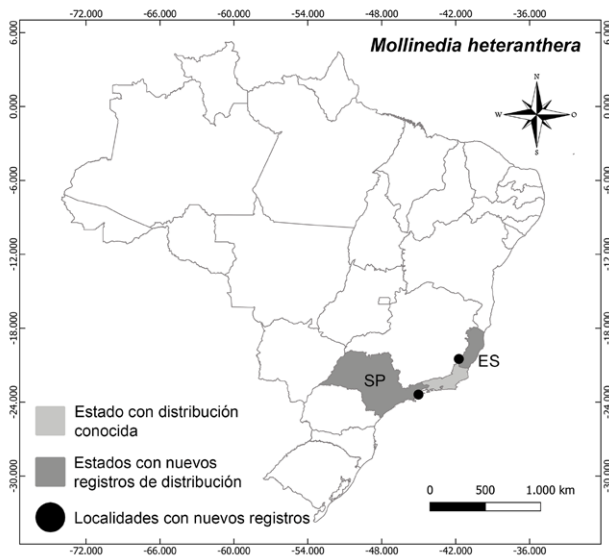 -72.000 -66.000 -60.000 -54.000 -48.000 -42.000 -36.000
6.000 6.000
Mollinedia heteranthera
N
W O
S
0.000 0.000
-6.000 -6.000
-12.000 -12.000
-18.000 -18.000
ES
SP
-24.000 -24.000
Estado con distribución
conocida
Estados con nuevos
registros de distribución
-30.000 -30.000
0 500 1.000 km
Localidades con nuevos registros
-72.000 -66.000 -60.000 -54.000 -48.000 -42.000 -36.000